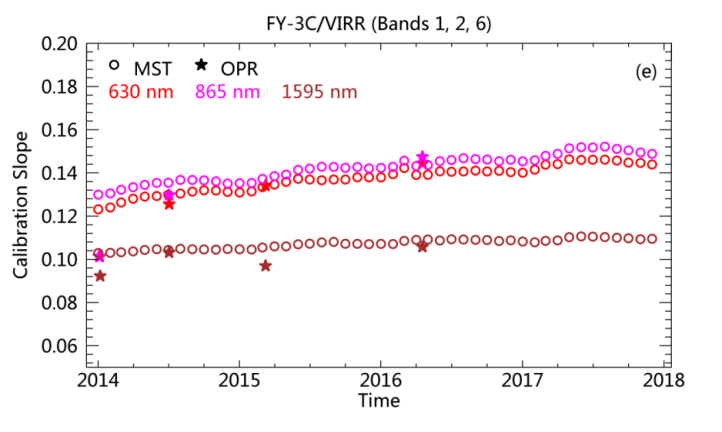 FY-3C/VIRR (Bands 1, 2, 6)
0.20
0.18
0.16
0.14
0.12
0.10
0.08
0.06
Calibration Slope
MST OPR
630 nm 865 nm 1595 nm
(e)
2014 2015 2016 2017 2018
Time